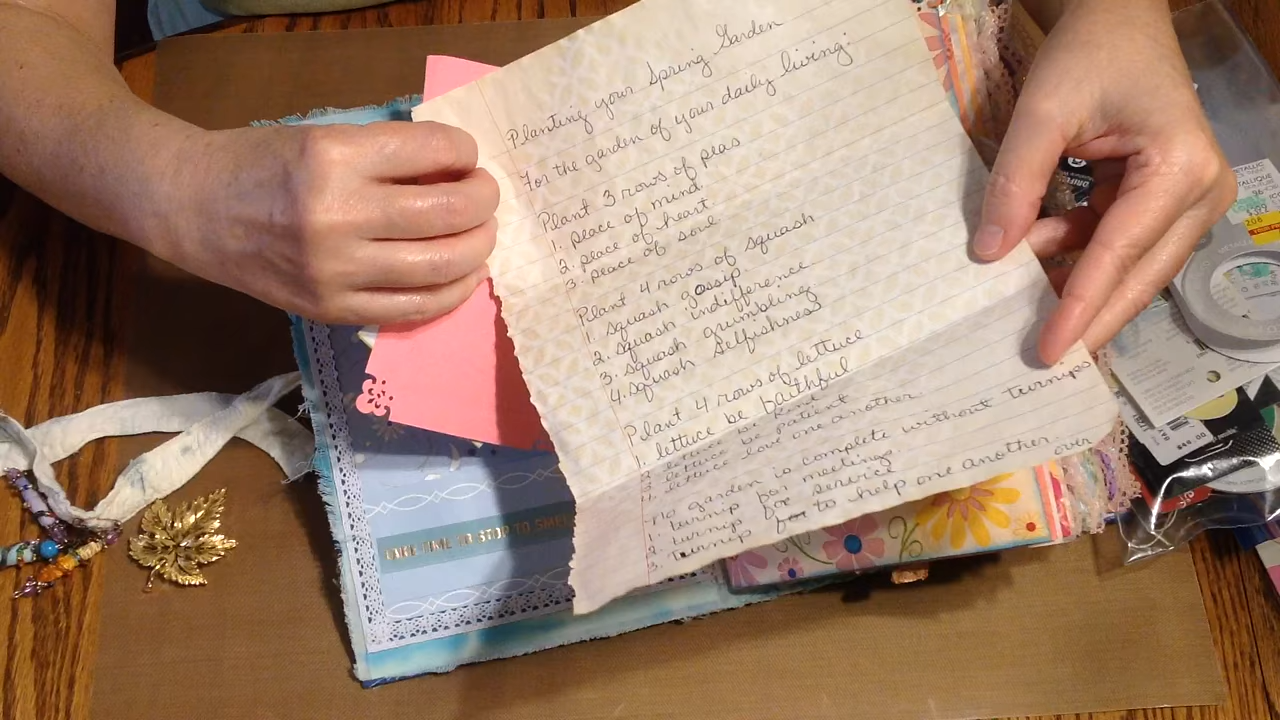 Planting your Spring Garden
For the garden of your daily living:
Plant 3 rows of peas
1. peace of mind
2. peace of heart.
3. peace of soul.
Plant 4 rows of squash
1. squash gossip.
2. squash indifference
3. squash grumbling
4. squash selfishness
Plant 4 rows of lettuce
1. lettuce be faithful
2. lettuce be kind
3. lettuce be patient
4. lettuce love one another.
No garden is complete without turnips
1. turnip for meetings.
2. turnip for service
3. turnip to help one another.
over
TAKE TIME TO STOP TO SMEL
METALLIC